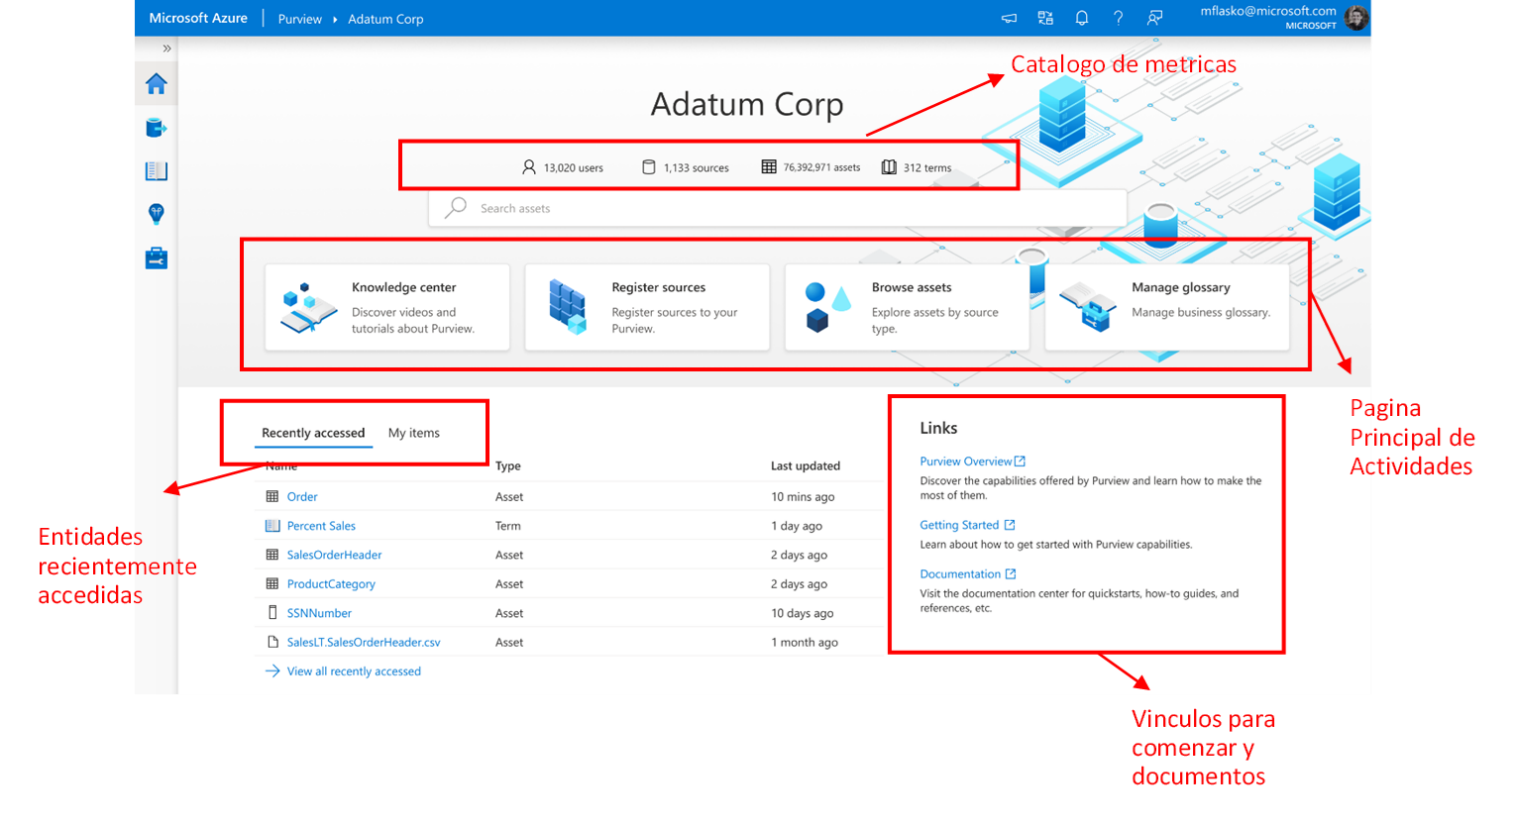 Microsoft Azure | Purview ▸ Adatum Corp
mflasko@microsoft.com
MICROSOFT
»
Catalogo de metricas
Adatum Corp
13,020 users 1,133 sources 76,392,971 assets 312 terms
Search assets
Knowledge center
Discover videos and
tutorials about Purview.
Register sources
Register sources to your
Purview.
Browse assets
Explore assets by source
type.
Manage glossary
Manage business glossary.
Pagina
Principal de
Actividades
Recently accessed My items
Name Type Last updated
Order Asset 10 mins ago
Percent Sales Term 1 day ago
SalesOrderHeader Asset 2 days ago
ProductCategory Asset 2 days ago
SSNNumber Asset 10 days ago
SalesLT.SalesOrderHeader.csv Asset 1 month ago
View all recently accessed
Entidades
recientemente
accedidas
Links
Purview Overview
Discover the capabilities offered by Purview and learn how to make the
most of them.
Getting Started
Learn about how to get started with Purview capabilities.
Documentation
Visit the documentation center for quickstarts, how-to guides, and
references, etc.
Vinculos para
comenzar y
documentos